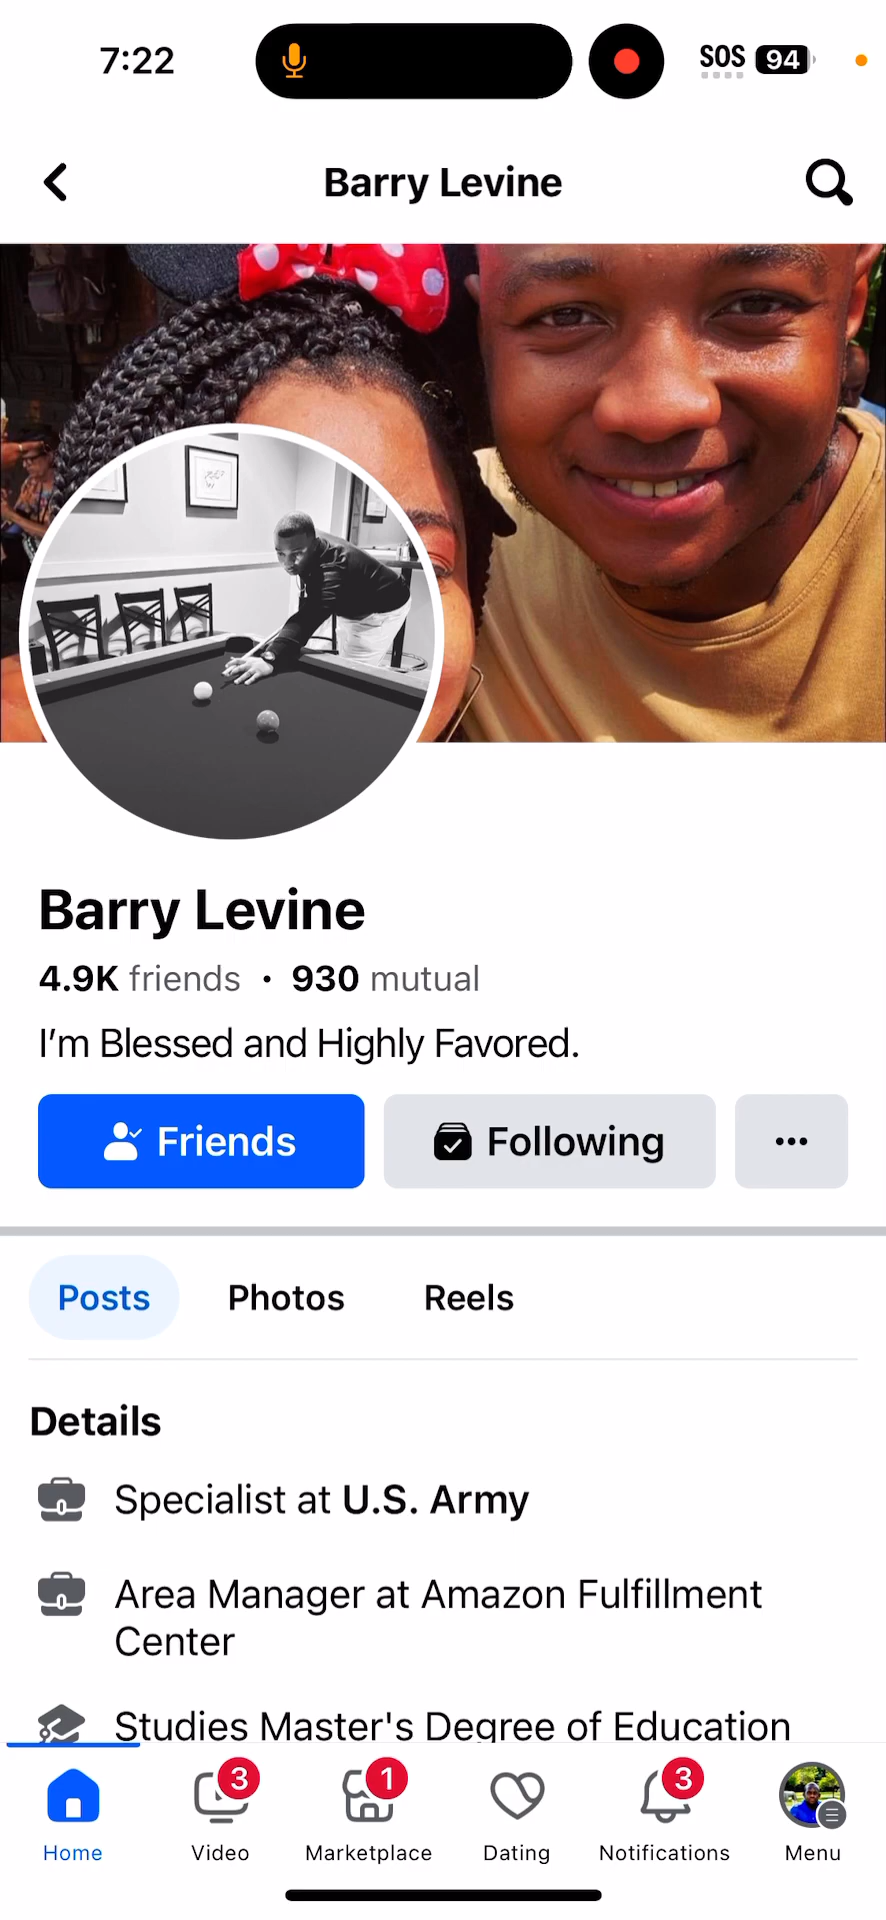 7:22
SOS
94
Barry Levine
Barry Levine
4.9K friends • 930 mutual
I'm Blessed and Highly Favored.
Friends
Following
Posts
Photos
Reels
Details
Specialist at U.S. Army
Area Manager at Amazon Fulfillment
Center
Studies Master's Degree of Education
3
1
3
Home
Video
Marketplace
Dating
Notifications
Menu